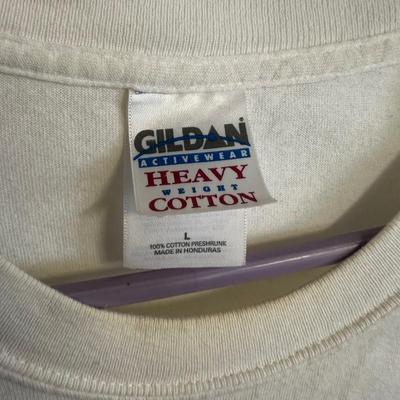 GILDAN
ACTIVEWEAR
HEAVY
WEIGHT
COTTON
L
100% COTTON PRESHRUNK
MADE IN HONDURAS